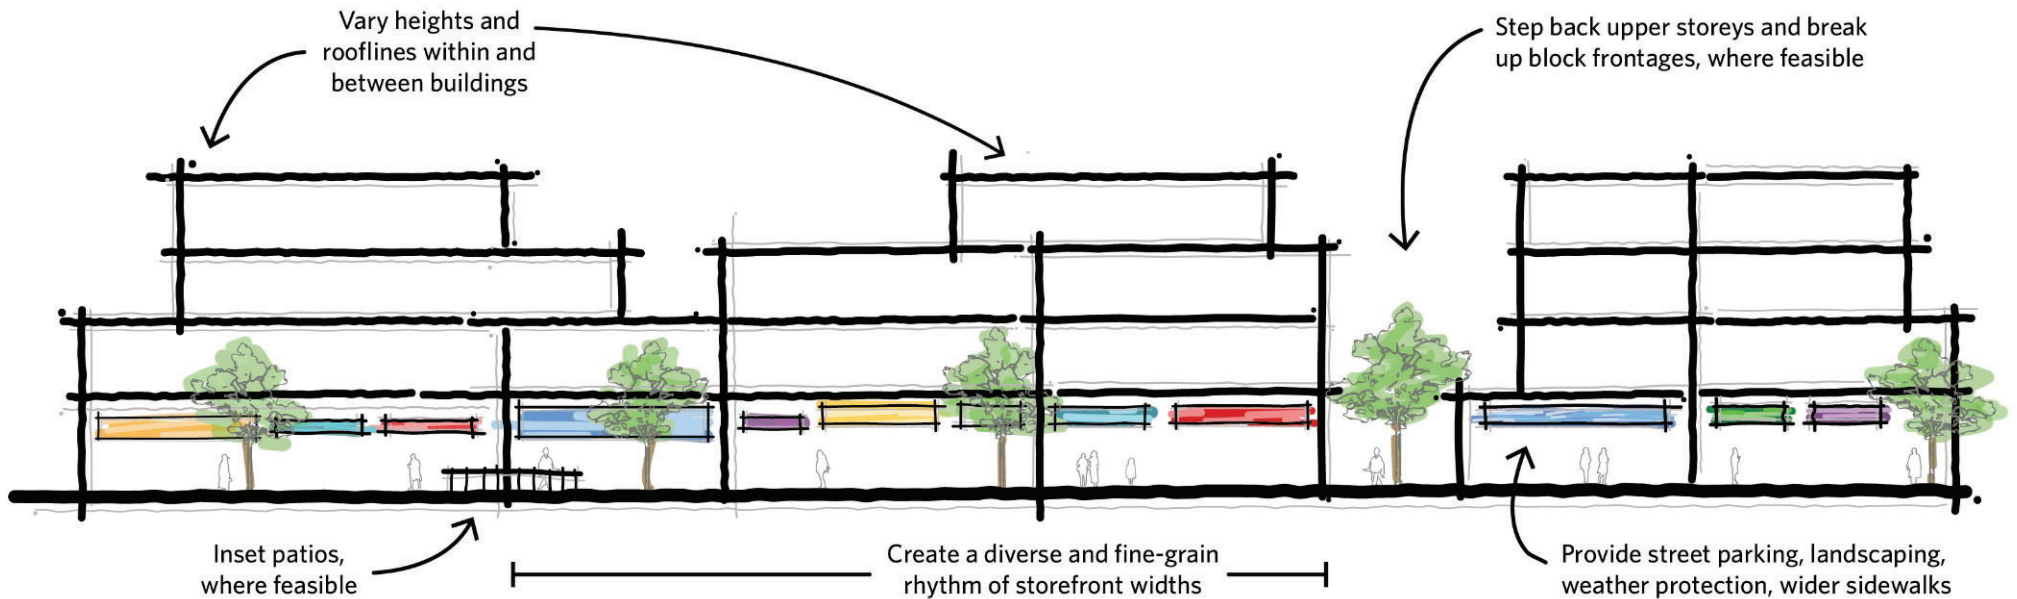 Vary heights and
rooflines within and
between buildings
Step back upper storeys and break
up block frontages, where feasible
Inset patios,
where feasible
Create a diverse and fine-grain
rhythm of storefront widths
Provide street parking, landscaping,
weather protection, wider sidewalks